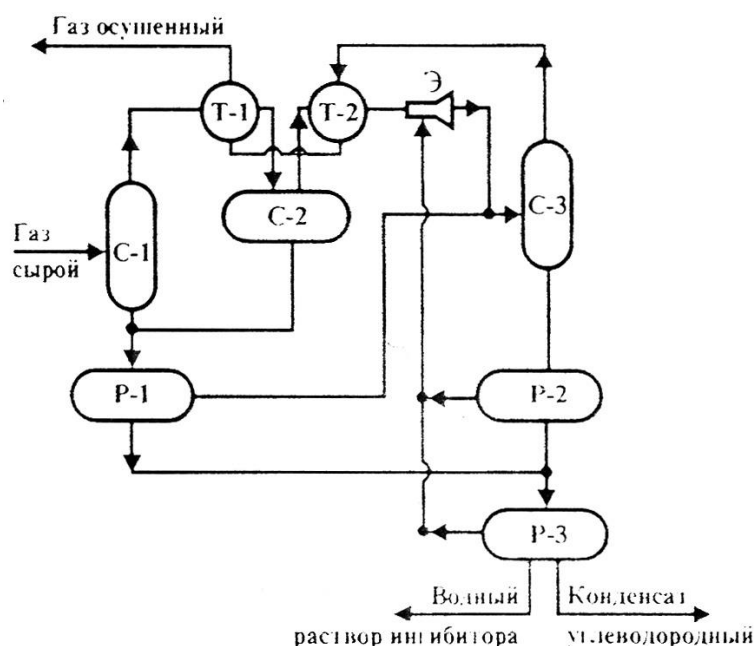 Газ осушенный
Т-1
Т-2
Э
С-2
С-3
Газ
сырой
С-1
Р-1
Р-2
Р-3
Водный
раствор ингибитора
Конденсат
углеводородный